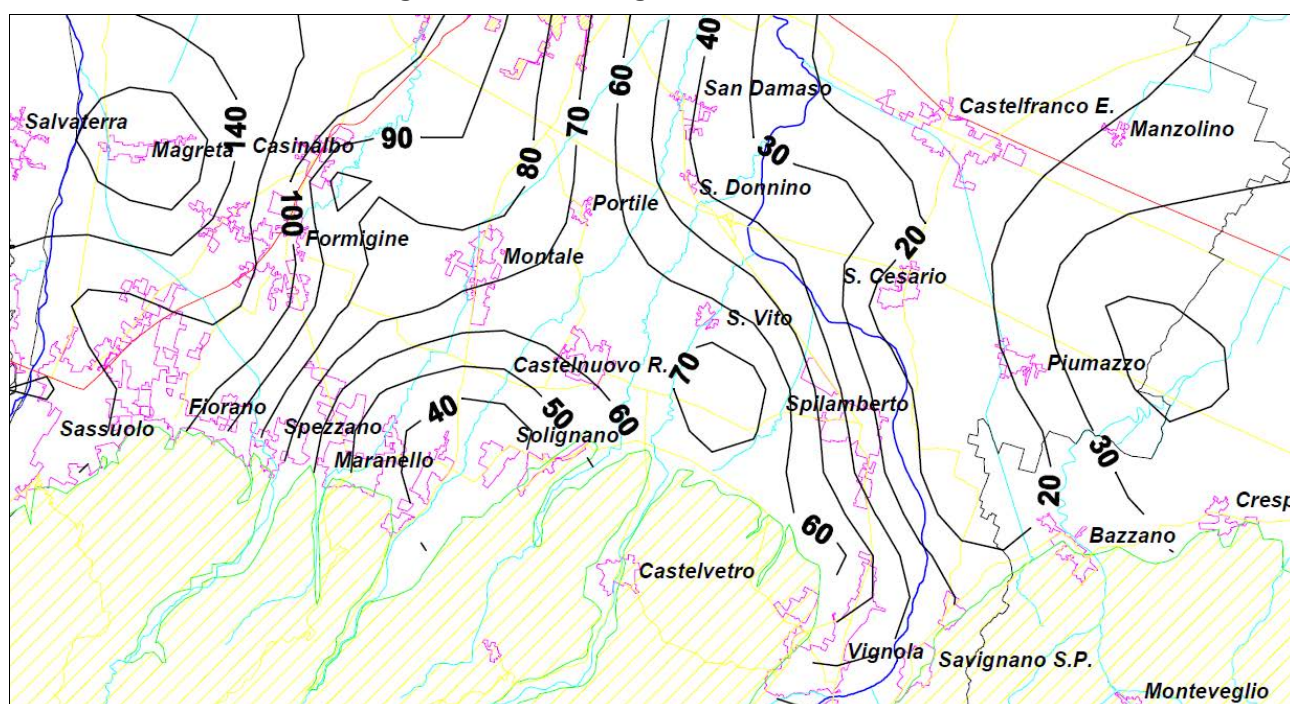 40
60
San Damaso
Castelfranco E.
Salvaterra
140
90
70
Manzolino
Magreta
Casinalbo
80
30
S. Donnino
100
Portile
Formigine
20
Montale
S. Cesario
S. Vito
Castelnuovo R.
70
Piumazzo
Fiorano
40
50
60
Spilamberto
Sassuolo
Spezzano
Solignano
30
Maranello
20
Cresp
60
Bazzano
Castelvetro
Vignola
Savignano S.P.
Monteveglio